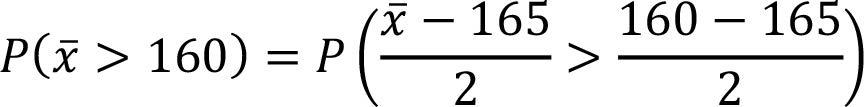 P(x̄ > 160) = P((x̄ − 165)/2 > (160 − 165)/2)